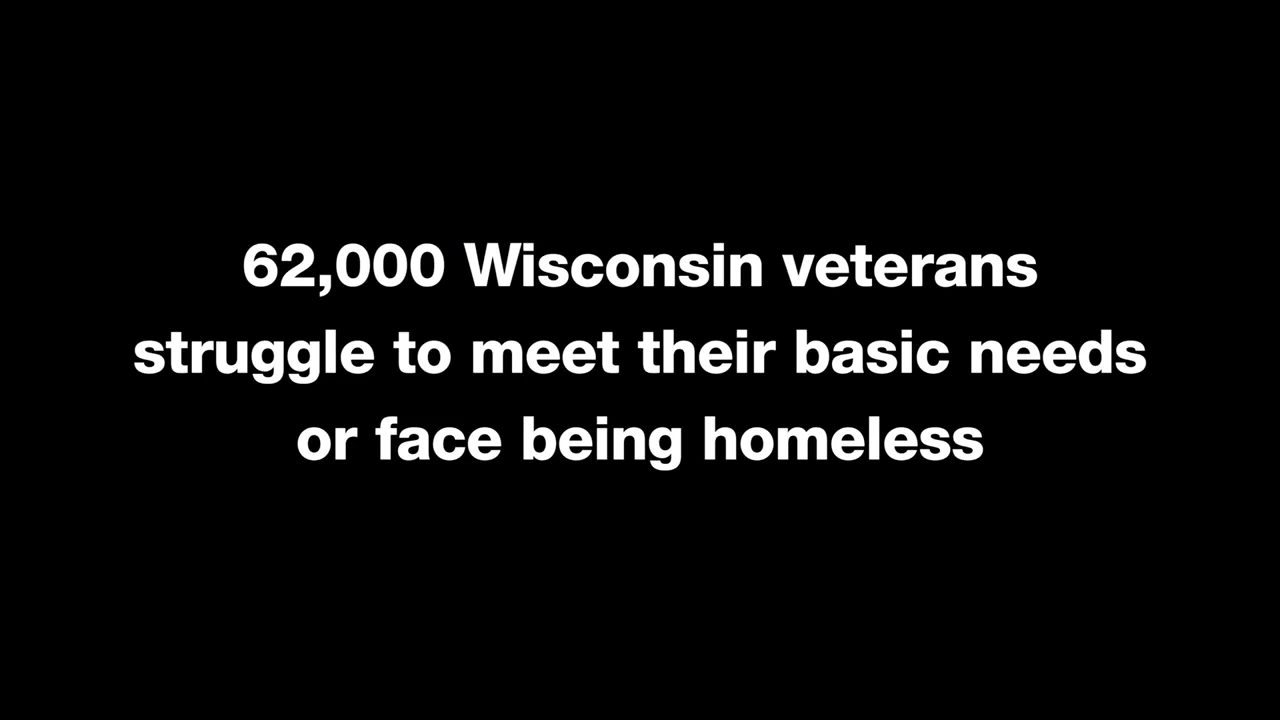 62,000 Wisconsin veterans
struggle to meet their basic needs
or face being homeless